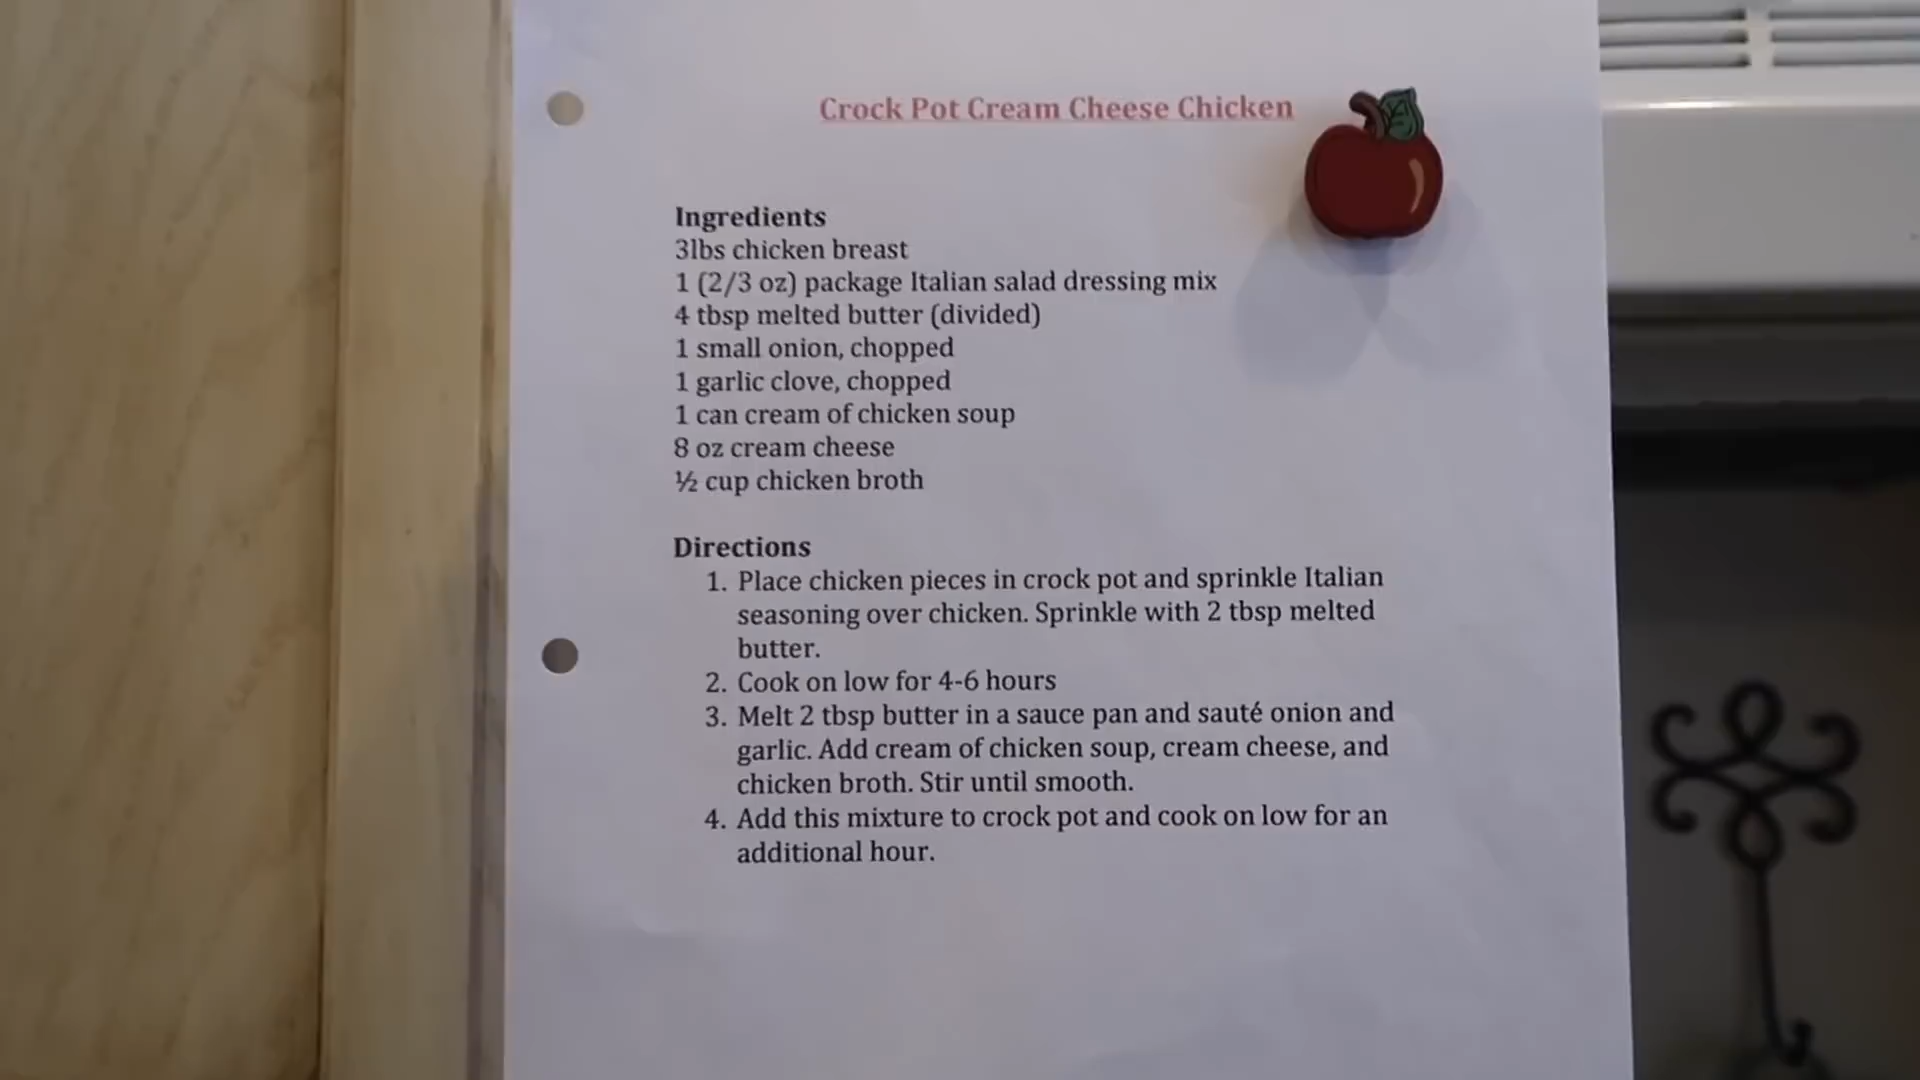 Crock Pot Cream Cheese Chicken
Ingredients
3lbs chicken breast
1 (2/3 oz) package Italian salad dressing mix
4 tbsp melted butter (divided)
1 small onion, chopped
1 garlic clove, chopped
1 can cream of chicken soup
8 oz cream cheese
½ cup chicken broth
Directions
1. Place chicken pieces in crock pot and sprinkle Italian
seasoning over chicken. Sprinkle with 2 tbsp melted
butter.
2. Cook on low for 4-6 hours
3. Melt 2 tbsp butter in a sauce pan and sauté onion and
garlic. Add cream of chicken soup, cream cheese, and
chicken broth. Stir until smooth.
4. Add this mixture to crock pot and cook on low for an
additional hour.